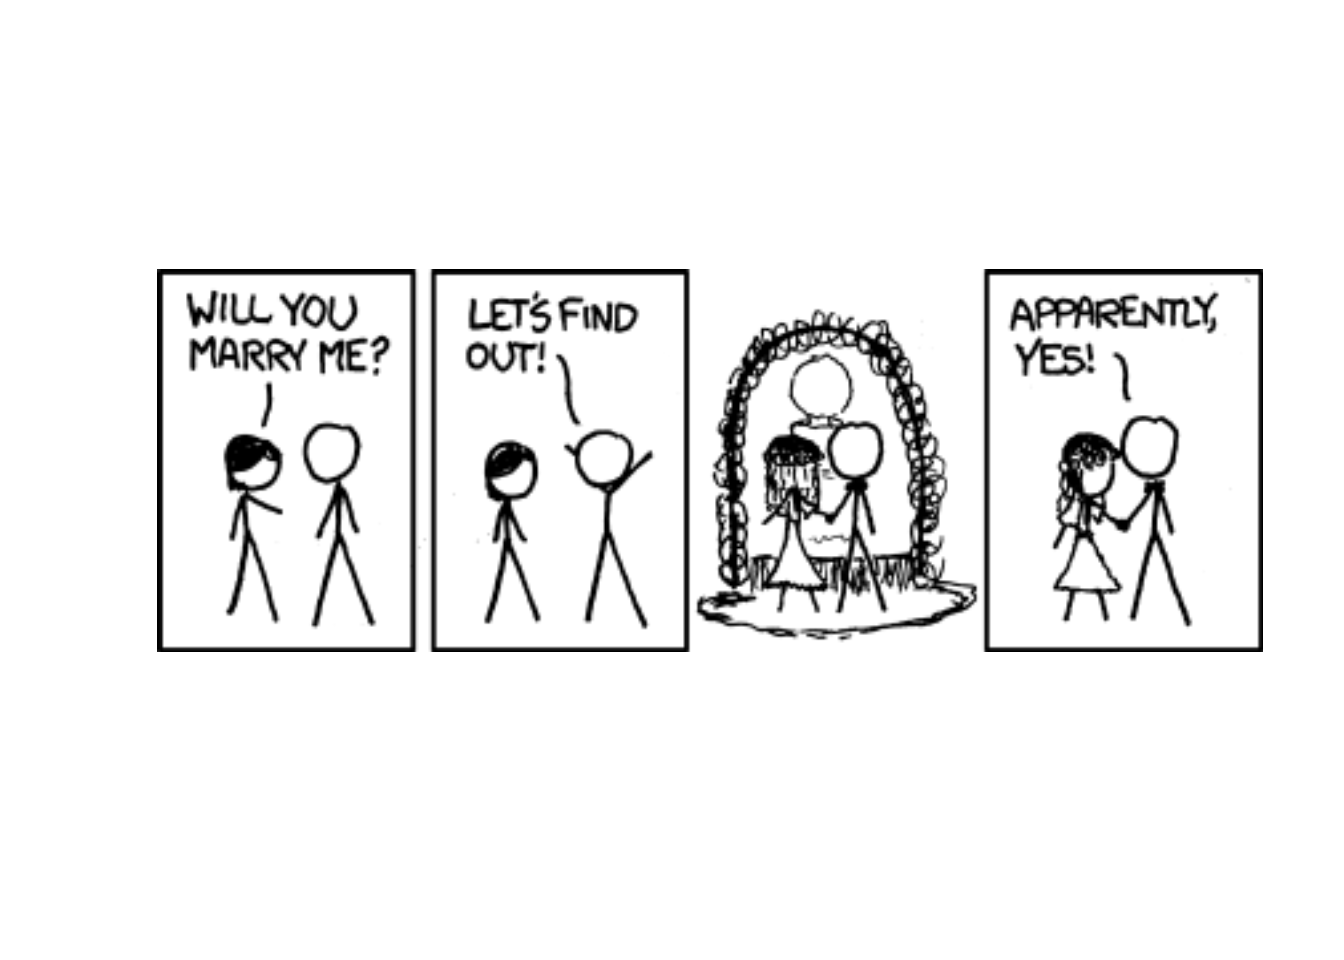 WILL YOU
MARRY ME?
LET'S FIND
OUT!
APPARENTLY,
YES!